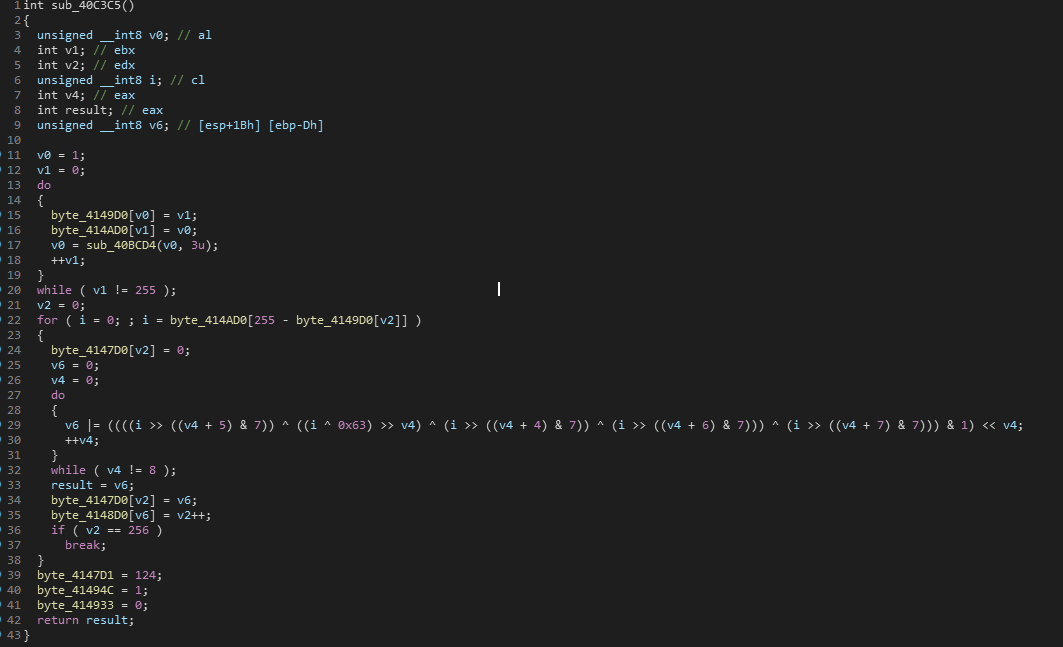 1 int sub_40C3C5()
2 {
3 unsigned __int8 v0; // al
4 int v1; // ebx
5 int v2; // edx
6 unsigned __int8 i; // cl
7 int v4; // eax
8 int result; // eax
9 unsigned __int8 v6; // [esp+1Bh] [ebp-Dh]
10
11 v0 = 1;
12 v1 = 0;
13 do
14 {
15 byte_4149D0[v0] = v1;
16 byte_414AD0[v1] = v0;
17 v0 = sub_40BCD4(v0, 3u);
18 ++v1;
19 }
20 while ( v1 != 255 );
21 v2 = 0;
22 for ( i = 0; ; i = byte_414AD0[255 - byte_4149D0[v2]] )
23 {
24 byte_4147D0[v2] = 0;
25 v6 = 0;
26 v4 = 0;
27 do
28 {
29 v6 |= ((((i >> ((v4 + 5) & 7)) ^ ((i ^ 0x63) >> v4) ^ (i >> ((v4 + 4) & 7)) ^ (i >> ((v4 + 6) & 7))) ^ (i >> ((v4 + 7) & 7))) & 1) << v4;
30 ++v4;
31 }
32 while ( v4 != 8 );
33 result = v6;
34 byte_4147D0[v2] = v6;
35 byte_4148D0[v6] = v2++;
36 if ( v2 == 256 )
37 break;
38 }
39 byte_4147D1 = 124;
40 byte_41494C = 1;
41 byte_414933 = 0;
42 return result;
43 }